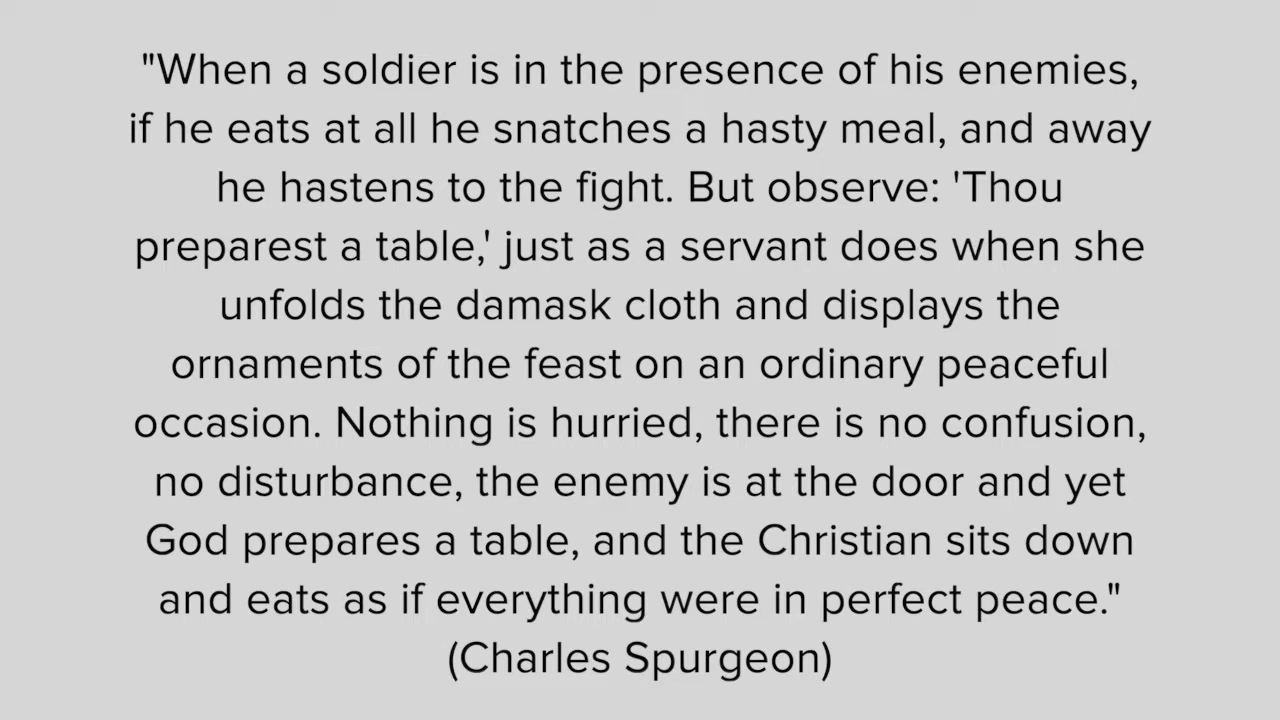 "When a soldier is in the presence of his enemies,
if he eats at all he snatches a hasty meal, and away
he hastens to the fight. But observe: 'Thou
preparest a table,' just as a servant does when she
unfolds the damask cloth and displays the
ornaments of the feast on an ordinary peaceful
occasion. Nothing is hurried, there is no confusion,
no disturbance, the enemy is at the door and yet
God prepares a table, and the Christian sits down
and eats as if everything were in perfect peace."
(Charles Spurgeon)